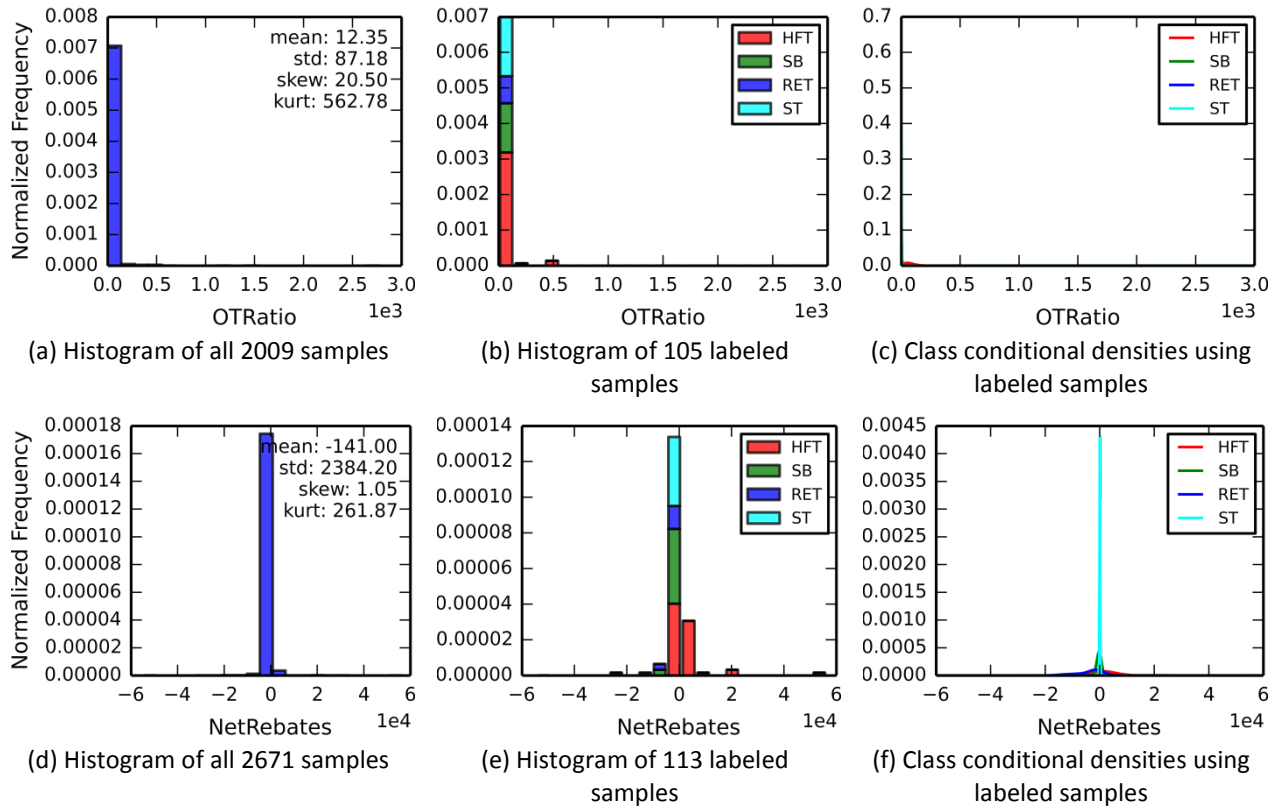 0.008
0.007
0.006
0.005
0.004
0.003
0.002
0.001
0.000
Normalized Frequency
mean: 12.35
std: 87.18
skew: 20.50
kurt: 562.78
0.0 0.5 1.0 1.5 2.0 2.5 3.0
1e3
OTRatio
(a) Histogram of all 2009 samples
0.007
0.006
0.005
0.004
0.003
0.002
0.001
0.000
HFT
SB
RET
ST
0.0 0.5 1.0 1.5 2.0 2.5 3.0
1e3
OTRatio
(b) Histogram of 105 labeled
samples
0.7
0.6
0.5
0.4
0.3
0.2
0.1
0.0
HFT
SB
RET
ST
0.0 0.5 1.0 1.5 2.0 2.5 3.0
1e3
OTRatio
(c) Class conditional densities using
labeled samples
0.00018
0.00016
0.00014
0.00012
0.00010
0.00008
0.00006
0.00004
0.00002
0.00000
Normalized Frequency
mean: -141.00
std: 2384.20
skew: 1.05
kurt: 261.87
−6 −4 −2 0 2 4 6
1e4
NetRebates
(d) Histogram of all 2671 samples
0.00014
0.00012
0.00010
0.00008
0.00006
0.00004
0.00002
0.00000
HFT
SB
RET
ST
−6 −4 −2 0 2 4 6
1e4
NetRebates
(e) Histogram of 113 labeled
samples
0.0045
0.0040
0.0035
0.0030
0.0025
0.0020
0.0015
0.0010
0.0005
0.0000
HFT
SB
RET
ST
−6 −4 −2 0 2 4 6
1e4
NetRebates
(f) Class conditional densities using
labeled samples